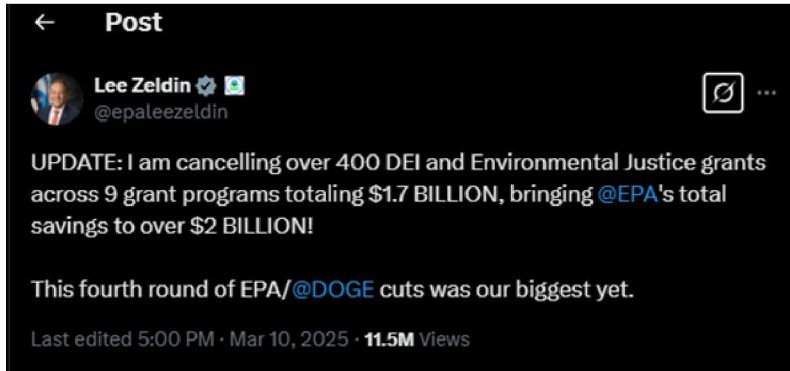 Post
Lee Zeldin
@epaleezeldin
UPDATE: I am cancelling over 400 DEI and Environmental Justice grants
across 9 grant programs totaling $1.7 BILLION, bringing @EPA's total
savings to over $2 BILLION!
This fourth round of EPA/@DOGE cuts was our biggest yet.
Last edited 5:00 PM · Mar 10, 2025 · 11.5M Views